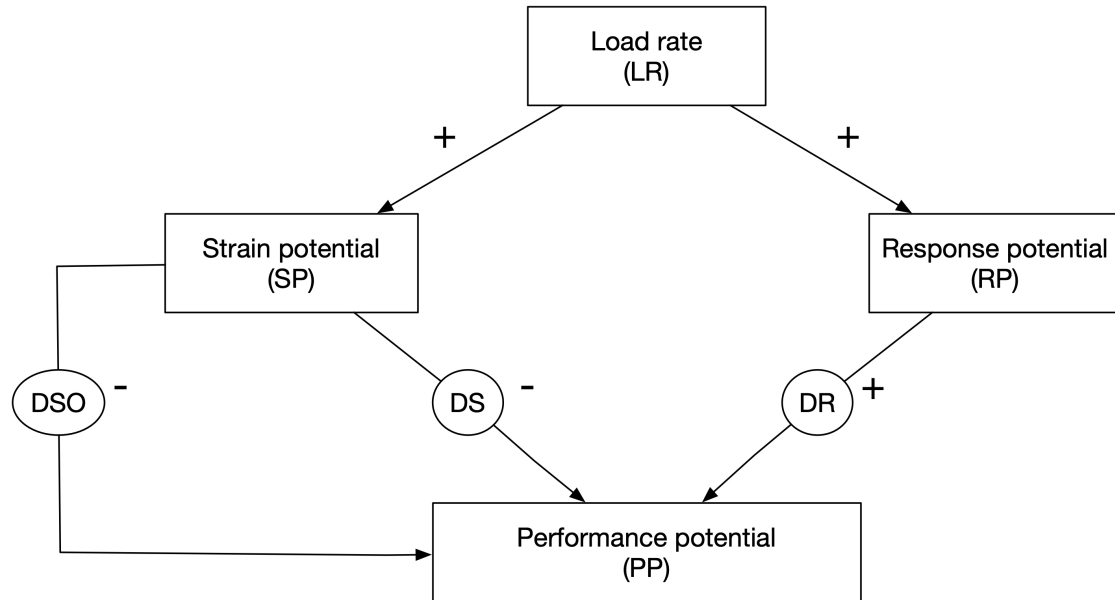 Load rate
(LR)
+
+
Strain potential
(SP)
Response potential
(RP)
DSO
-
DS
-
DR
+
Performance potential
(PP)